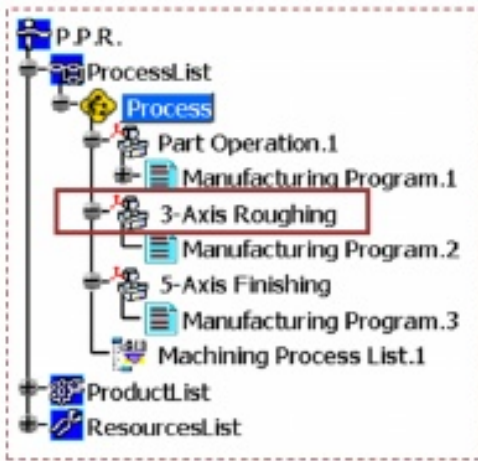 P.P.R.
ProcessList
Process
Part Operation.1
Manufacturing Program.1
3-Axis Roughing
Manufacturing Program.2
5-Axis Finishing
Manufacturing Program.3
Machining Process List.1
ProductList
ResourcesList